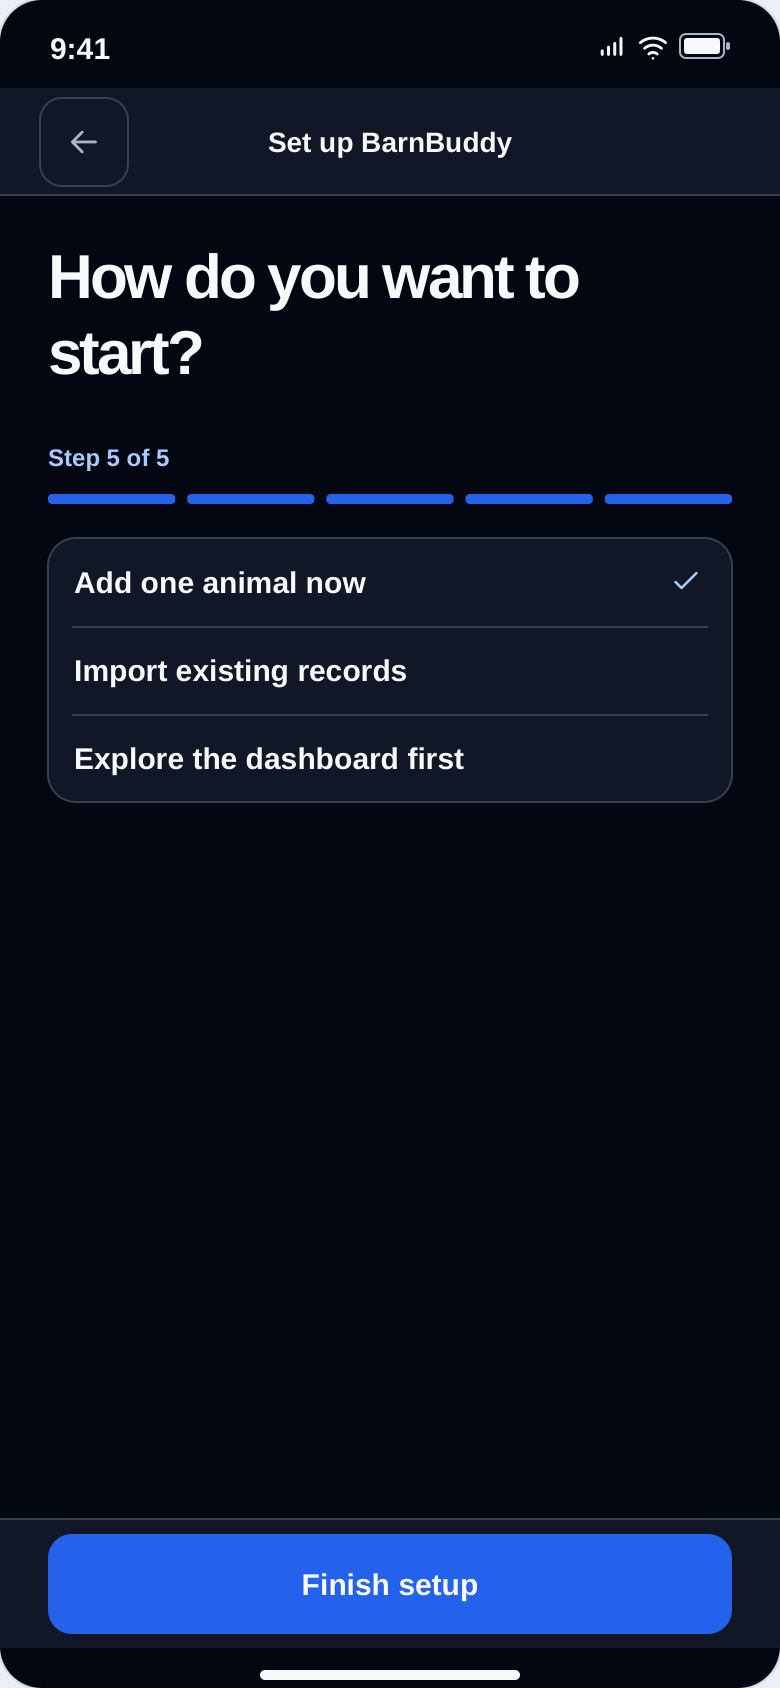 9:41
Set up BarnBuddy
How do you want to
start?
Step 5 of 5
Add one animal now
Import existing records
Explore the dashboard first
Finish setup